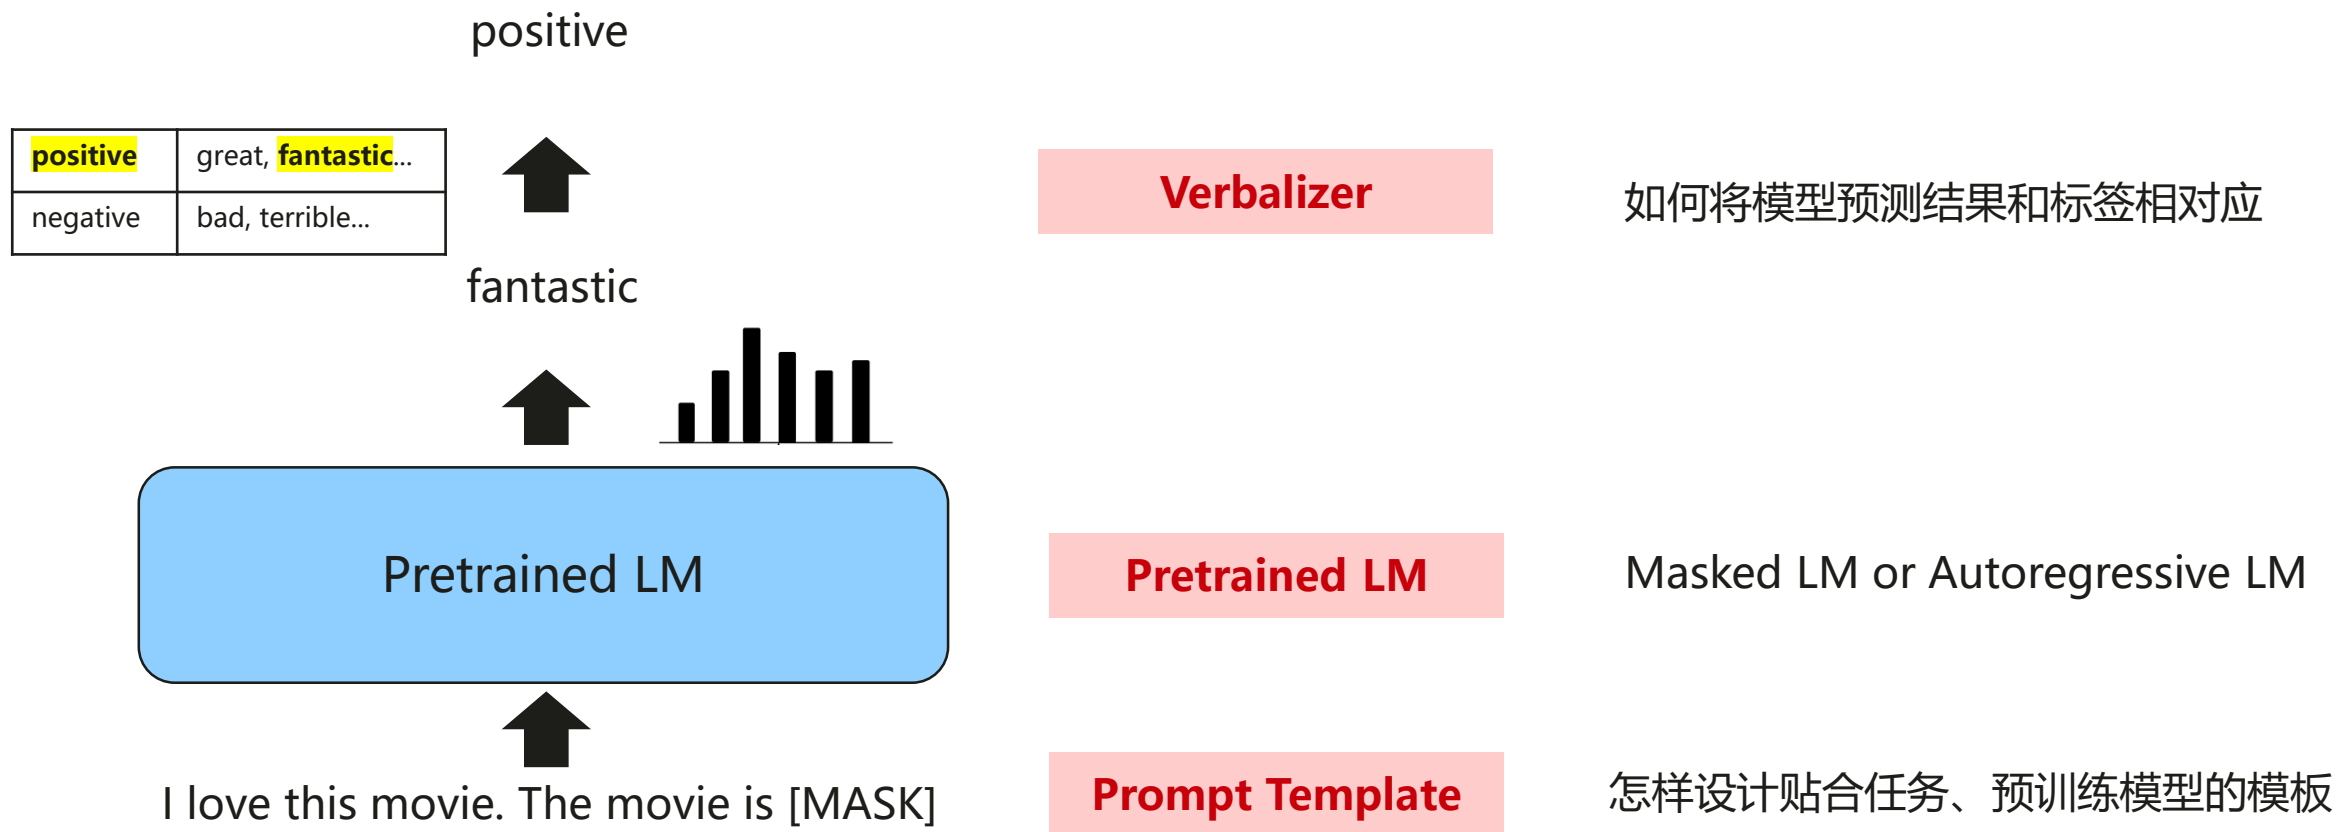 positive
positive great, fantastic...
negative bad, terrible...
Verbalizer
如何将模型预测结果和标签相对应
fantastic
Pretrained LM
Pretrained LM
Masked LM or Autoregressive LM
I love this movie. The movie is [MASK]
Prompt Template
怎样设计贴合任务、预训练模型的模板